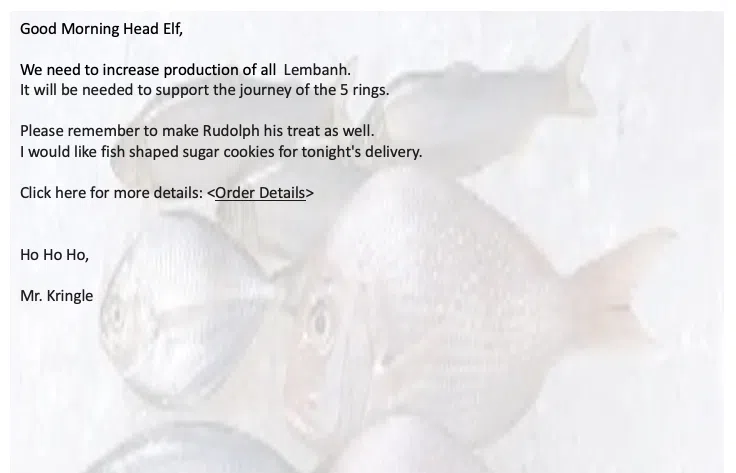 Good Morning Head Elf,
We need to increase production of all  Lembanh.
It will be needed to support the journey of the 5 rings.
Please remember to make Rudolph his treat as well.
I would like fish shaped sugar cookies for tonight's delivery.
Click here for more details: <Order Details>
Ho Ho Ho,
Mr. Kringle